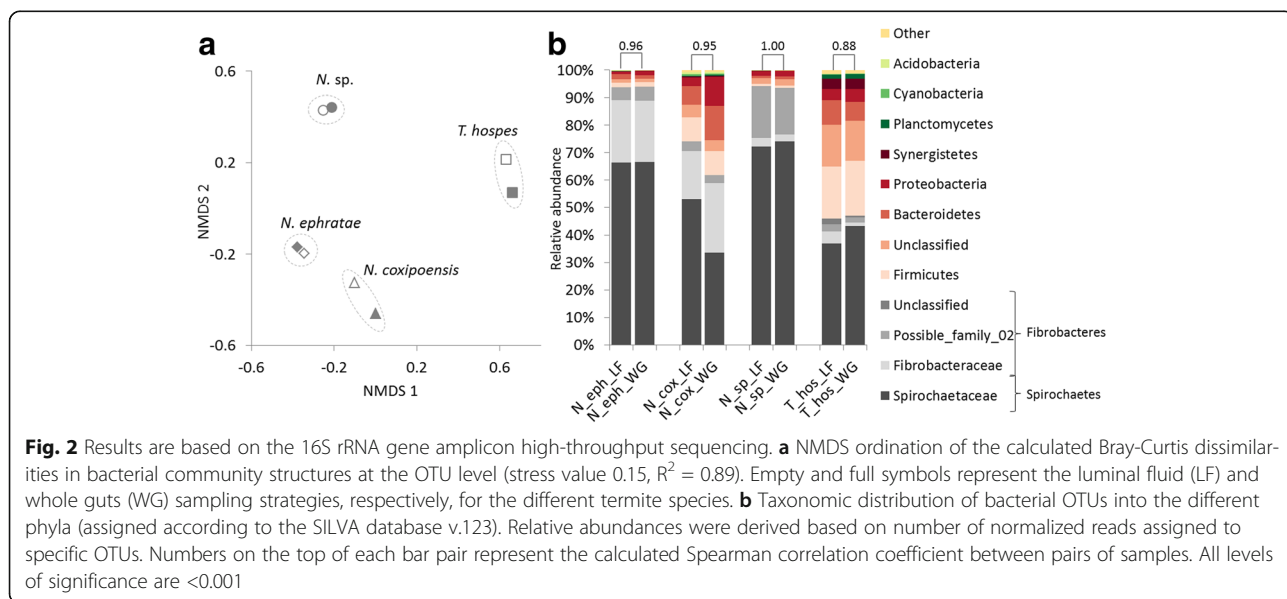 a
0.6
0.2
-0.2
-0.6
NMDS 2
-0.6
-0.2
0.2
0.6
NMDS 1
N. sp.
T. hospes
N. ephratae
N. coxipoensis
b
0.96
0.95
1.00
0.88
100%
90%
80%
70%
60%
50%
40%
30%
20%
10%
0%
Relative abundance
N_eph_LF
N_eph_WG
N_cox_LF
N_cox_WG
N_sp_LF
N_sp_WG
T_hos_LF
T_hos_WG
Other
Acidobacteria
Cyanobacteria
Planctomycetes
Synergistetes
Proteobacteria
Bacteroidetes
Unclassified
Firmicutes
Unclassified
Possible_family_02
Fibrobacteraceae
Spirochaetaceae
Fibrobacteres
Spirochaetes
Fig. 2 Results are based on the 16S rRNA gene amplicon high-throughput sequencing. a NMDS ordination of the calculated Bray-Curtis dissimilar-
ities in bacterial community structures at the OTU level (stress value 0.15, R² = 0.89). Empty and full symbols represent the luminal fluid (LF) and
whole guts (WG) sampling strategies, respectively, for the different termite species. b Taxonomic distribution of bacterial OTUs into the different
phyla (assigned according to the SILVA database v.123). Relative abundances were derived based on number of normalized reads assigned to
specific OTUs. Numbers on the top of each bar pair represent the calculated Spearman correlation coefficient between pairs of samples. All levels
of significance are <0.001